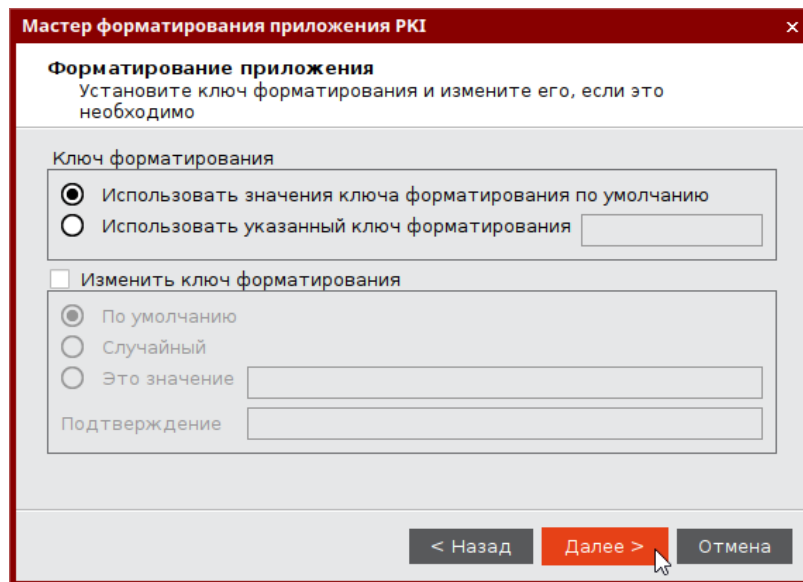 Мастер форматирования приложения PKI
Форматирование приложения
Установите ключ форматирования и измените его, если это
необходимо
Ключ форматирования
Использовать значения ключа форматирования по умолчанию
Использовать указанный ключ форматирования
Изменить ключ форматирования
По умолчанию
Случайный
Это значение
Подтверждение
< Назад
Далее >
Отмена